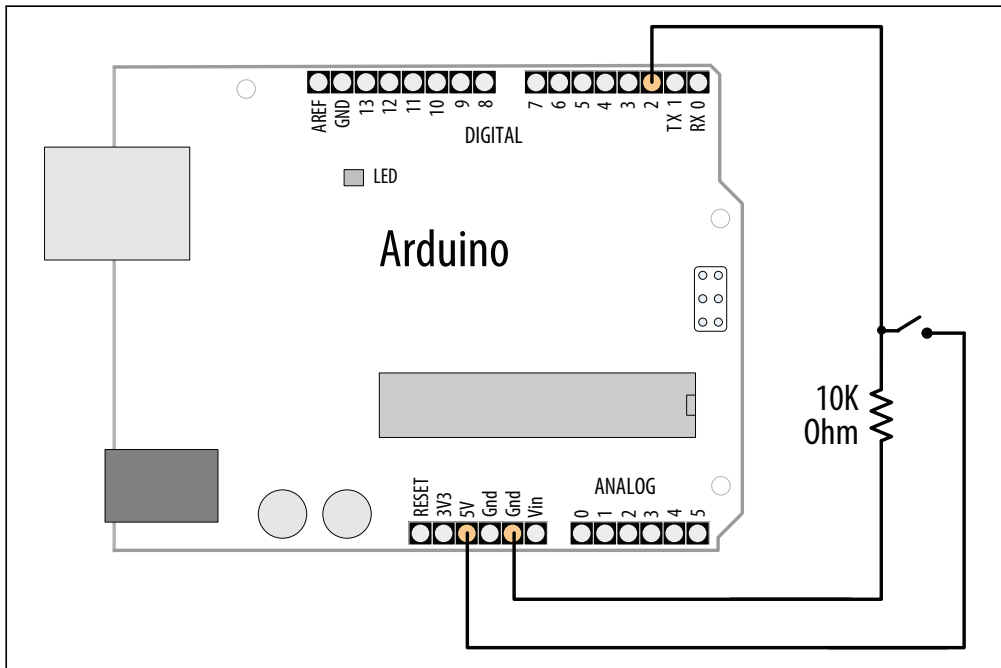 AREF
GND
13
12
11
10
9
8
7
6
5
4
3
2
TX 1
RX 0
DIGITAL
LED
Arduino
10K
Ohm
RESET
3V3
5V
Gnd
Gnd
Vin
ANALOG
0
1
2
3
4
5